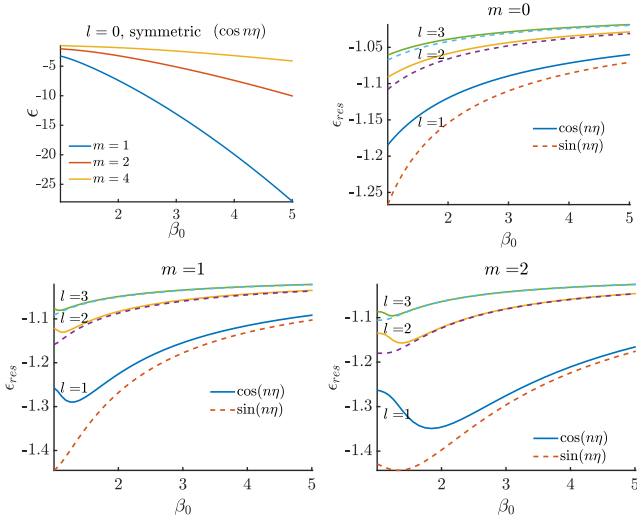 l = 0, symmetric (cos nη)
ϵ
-5
-10
-15
-20
-25
m = 1
m = 2
m = 4
2
3
4
5
β₀
m = 0
ϵ_res
-1.05
-1.1
-1.15
-1.2
-1.25
l = 3
l = 2
l = 1
cos(nη)
sin(nη)
2
3
4
5
β₀
m = 1
ϵ_res
-1.1
-1.2
-1.3
-1.4
l = 3
l = 2
l = 1
cos(nη)
sin(nη)
2
3
4
5
β₀
m = 2
ϵ_res
-1.1
-1.2
-1.3
-1.4
l = 3
l = 2
l = 1
cos(nη)
sin(nη)
2
3
4
5
β₀